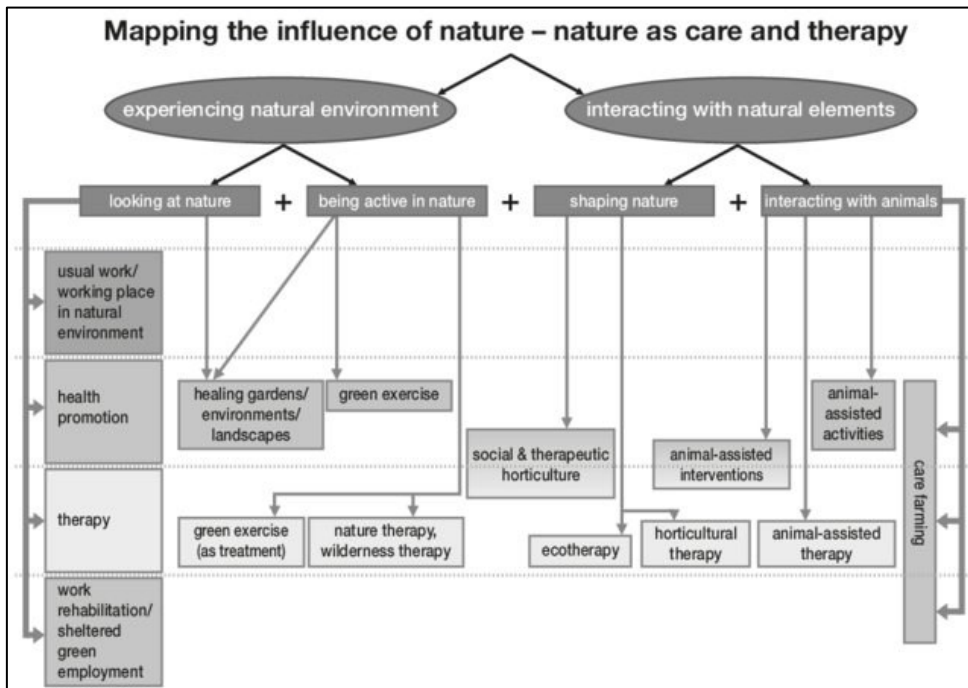 Mapping the influence of nature – nature as care and therapy
experiencing natural environment
interacting with natural elements
looking at nature
+
being active in nature
+
shaping nature
+
interacting with animals
usual work/
working place
in natural
environment
health
promotion
healing gardens/
environments/
landscapes
green exercise
social & therapeutic
horticulture
animal-assisted
interventions
animal-
assisted
activities
care farming
therapy
green exercise
(as treatment)
nature therapy,
wilderness therapy
ecotherapy
horticultural
therapy
animal-assisted
therapy
work
rehabilitation/
sheltered
green
employment